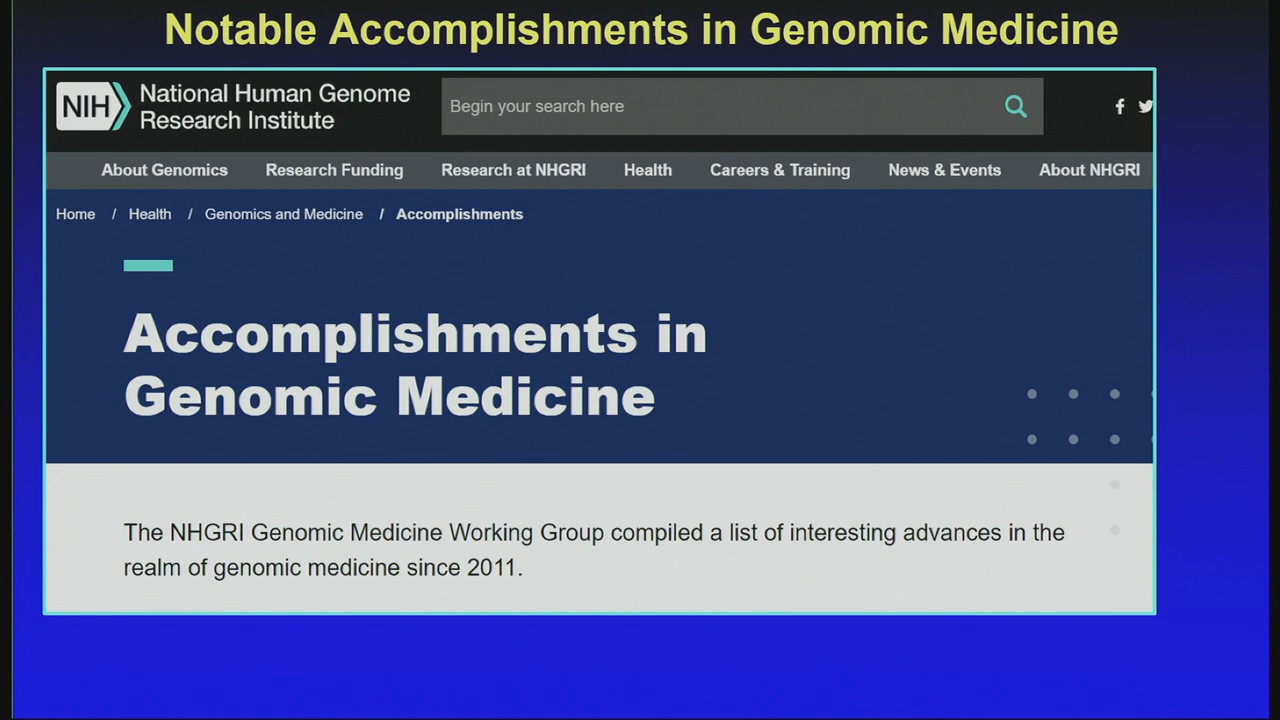 Notable Accomplishments in Genomic Medicine
NIH
National Human Genome
Research Institute
Begin your search here
About Genomics Research Funding Research at NHGRI Health Careers & Training News & Events About NHGRI
Home / Health / Genomics and Medicine / Accomplishments
Accomplishments in
Genomic Medicine
The NHGRI Genomic Medicine Working Group compiled a list of interesting advances in the
realm of genomic medicine since 2011.